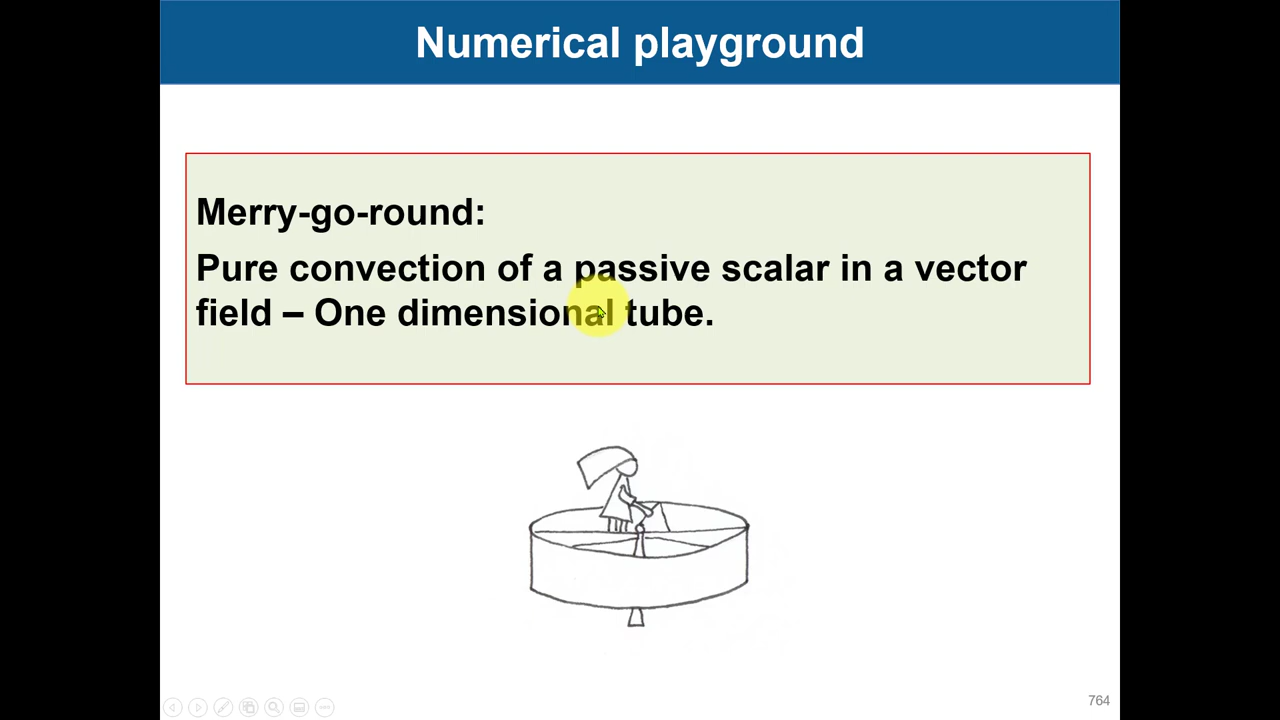 Numerical playground
Merry-go-round:
Pure convection of a passive scalar in a vector
field – One dimensional tube.
764